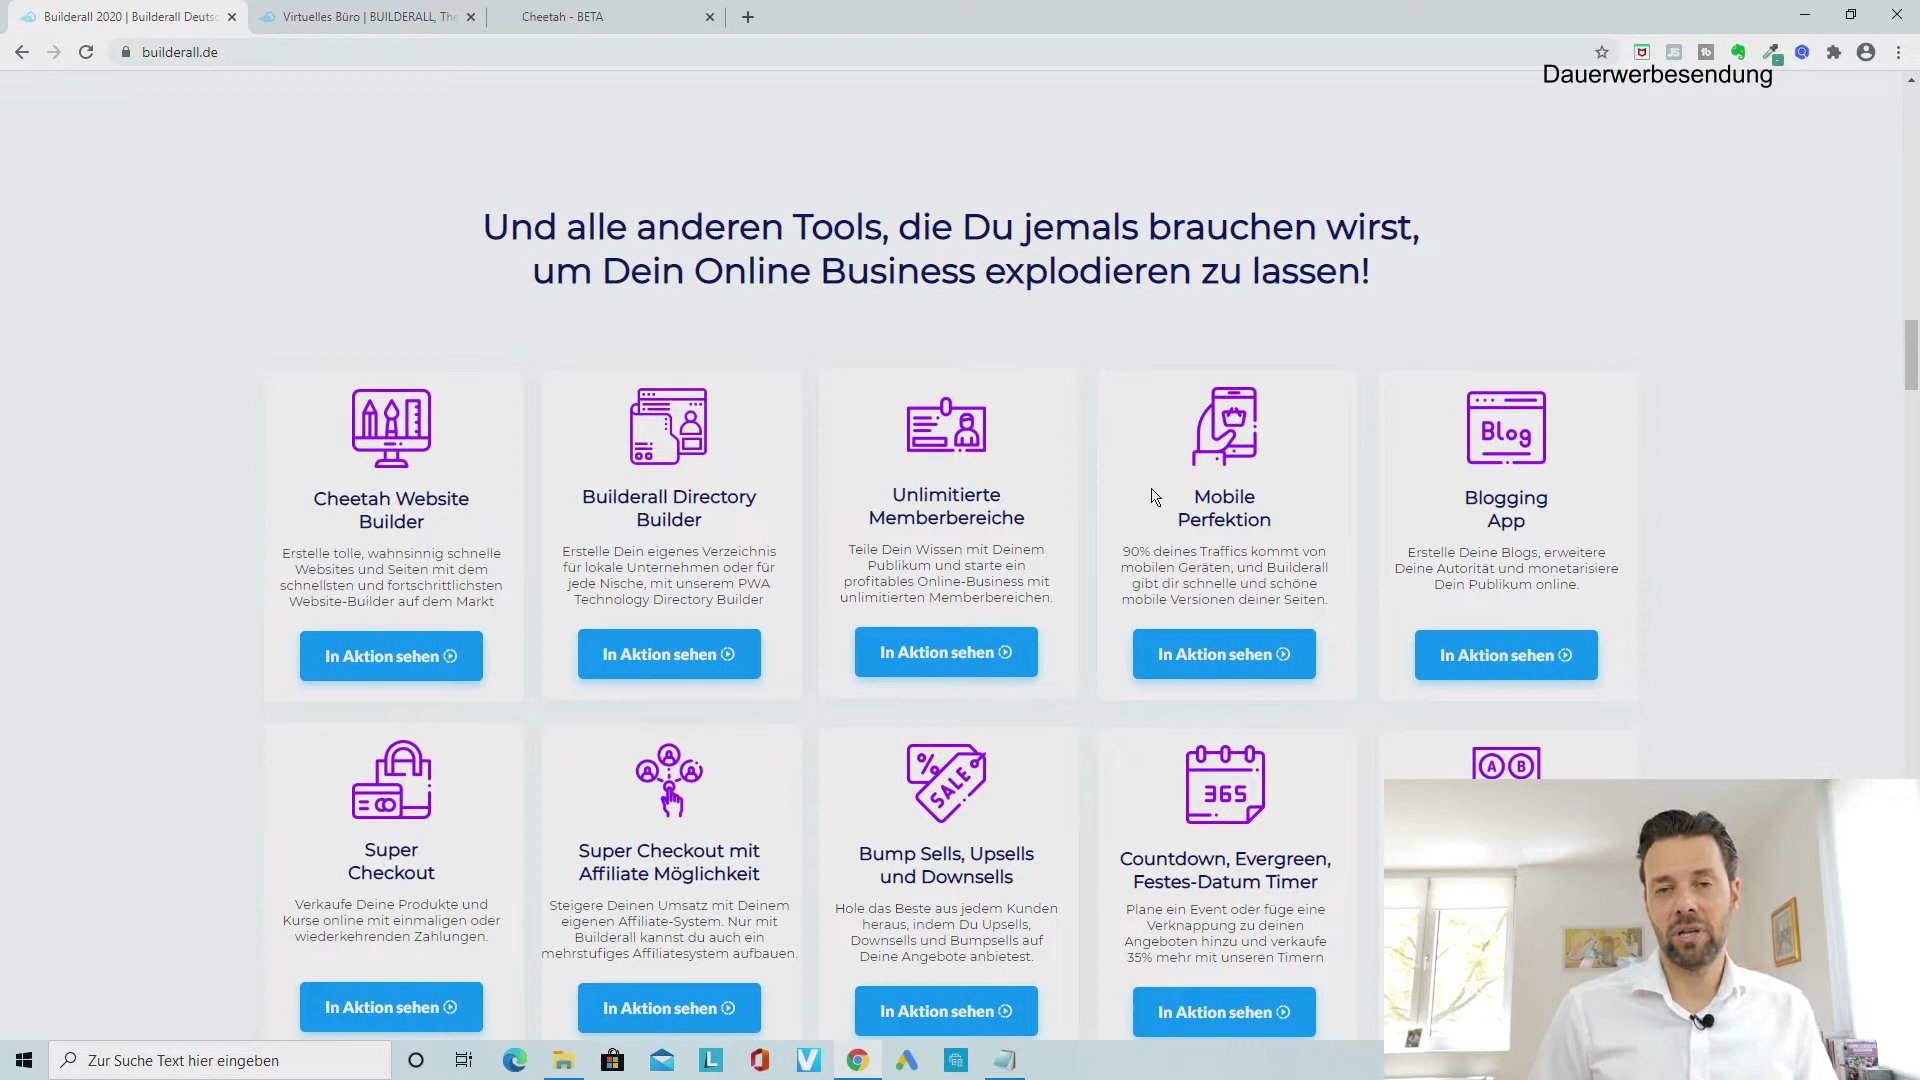 Builderall 2020 | Builderall Deutsc
Virtuelles Büro | BUILDERALL, The
Cheetah - BETA
builderall.de
Dauerwerbesendung
Und alle anderen Tools, die Du jemals brauchen wirst,
um Dein Online Business explodieren zu lassen!
Cheetah Website
Builder
Erstelle tolle, wahnsinnig schnelle
Websites und Seiten mit dem
schnellsten und fortschrittlichsten
Website-Builder auf dem Markt
In Aktion sehen
Builderall Directory
Builder
Erstelle Dein eigenes Verzeichnis
für lokale Unternehmen oder für
jede Nische, mit unserem PWA
Technology Directory Builder
In Aktion sehen
Unlimitierte
Memberbereiche
Teile Dein Wissen mit Deinem
Publikum und starte ein
profitables Online-Business mit
unlimitierten Memberbereichen.
In Aktion sehen
Mobile
Perfektion
90% deines Traffics kommt von
mobilen Geräten, und Builderall
gibt dir schnelle und schöne
mobile Versionen deiner Seiten.
In Aktion sehen
Blog
Blogging
App
Erstelle Deine Blogs, erweitere
Deine Autorität und monetarisiere
Dein Publikum online.
In Aktion sehen
Super
Checkout
Verkaufe Deine Produkte und
Kurse online mit einmaligen oder
wiederkehrenden Zahlungen.
In Aktion sehen
Super Checkout mit
Affiliate Möglichkeit
Steigere Deinen Umsatz mit Deinem
eigenen Affiliate-System. Nur mit
Builderall kannst du auch ein
mehrstufiges Affiliatesystem aufbauen.
In Aktion sehen
% SALE
Bump Sells, Upsells
und Downsells
Hole das Beste aus jedem Kunden
heraus, indem Du Upsells,
Downsells und Bumpsells auf
Deine Angebote anbietest.
In Aktion sehen
365
Countdown, Evergreen,
Festes-Datum Timer
Plane ein Event oder füge eine
Verknappung zu deinen
Angeboten hinzu und verkaufe
35% mehr mit unseren Timern
In Aktion sehen
A B
Zur Suche Text hier eingeben